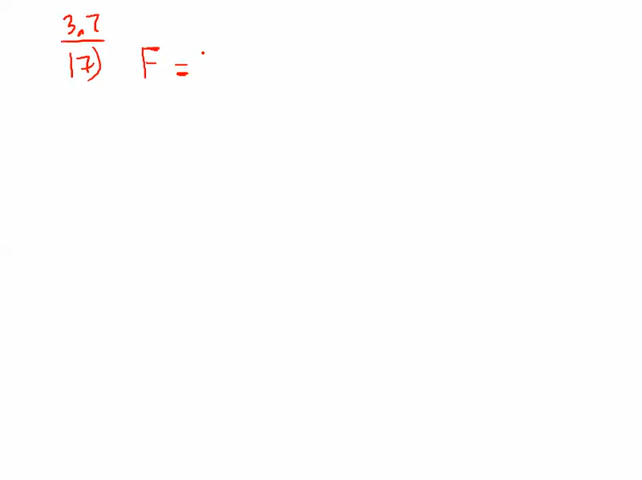 3.7
17) F =